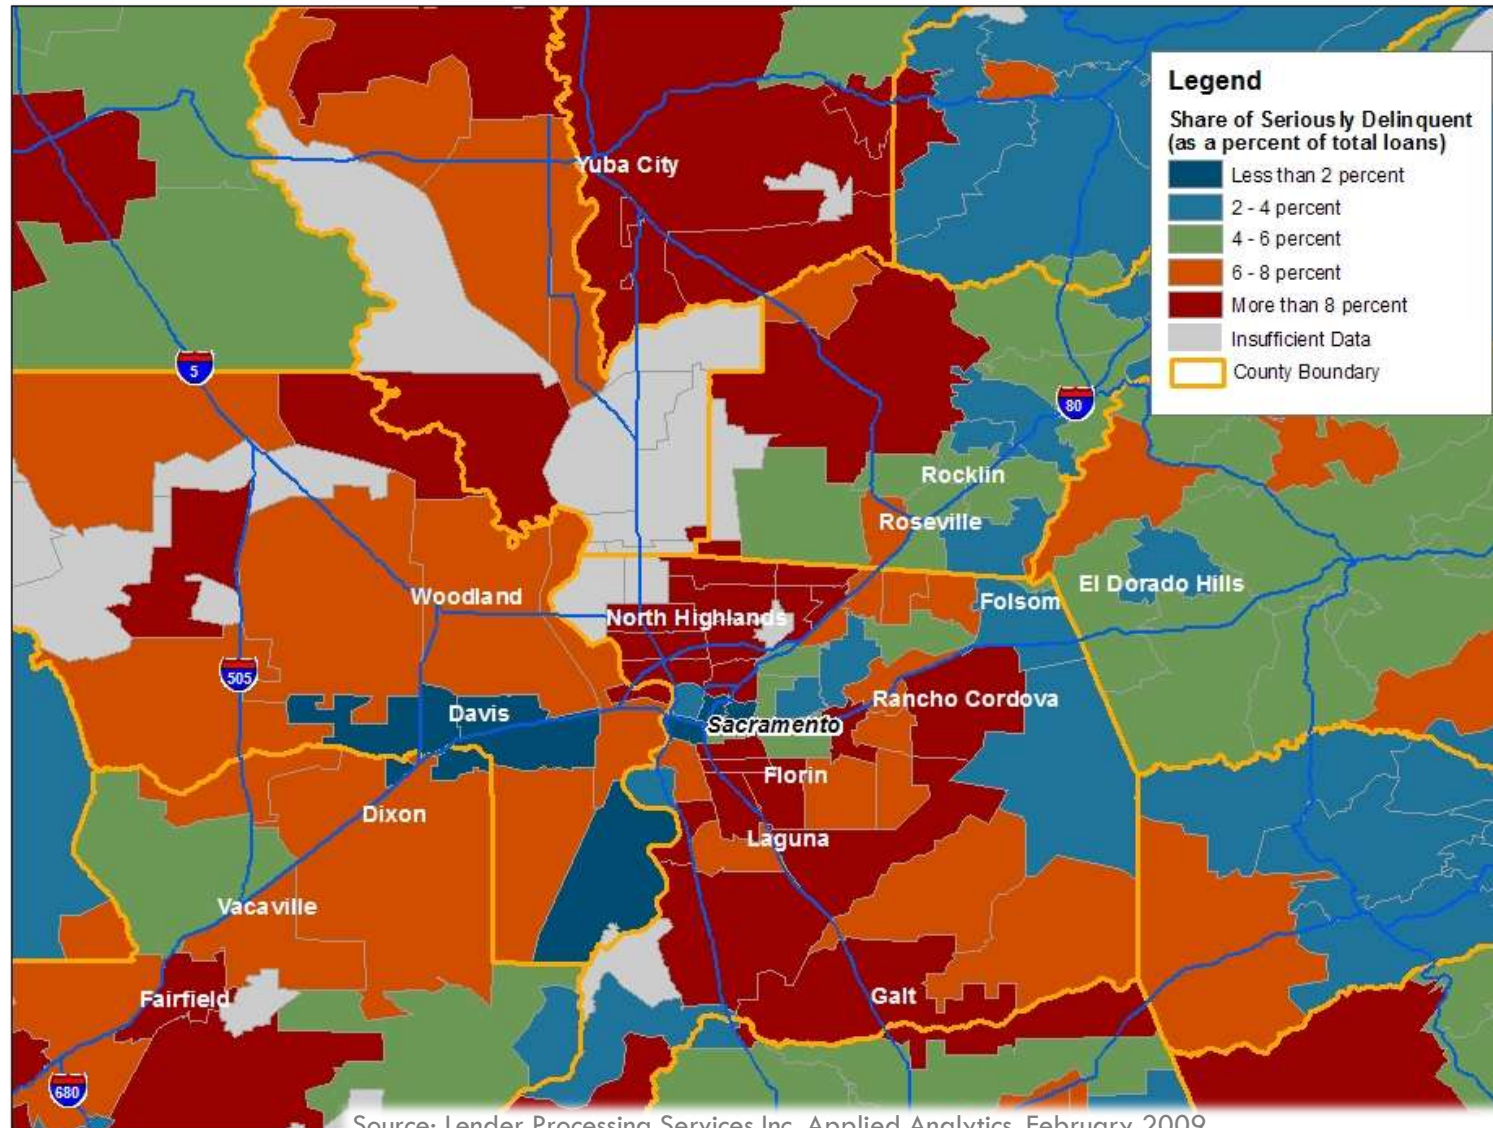 Legend
Share of Seriously Delinquent
(as a percent of total loans)
Less than 2 percent
2 - 4 percent
4 - 6 percent
6 - 8 percent
More than 8 percent
Insufficient Data
County Boundary
Yuba City
5
80
Rocklin
Roseville
El Dorado Hills
Woodland
Folsom
North Highlands
505
Rancho Cordova
Davis
Sacramento
Florin
Dixon
Laguna
Vacaville
Fairfield
Galt
680
Source: Lender Processing Services Inc. Applied Analytics, February 2009